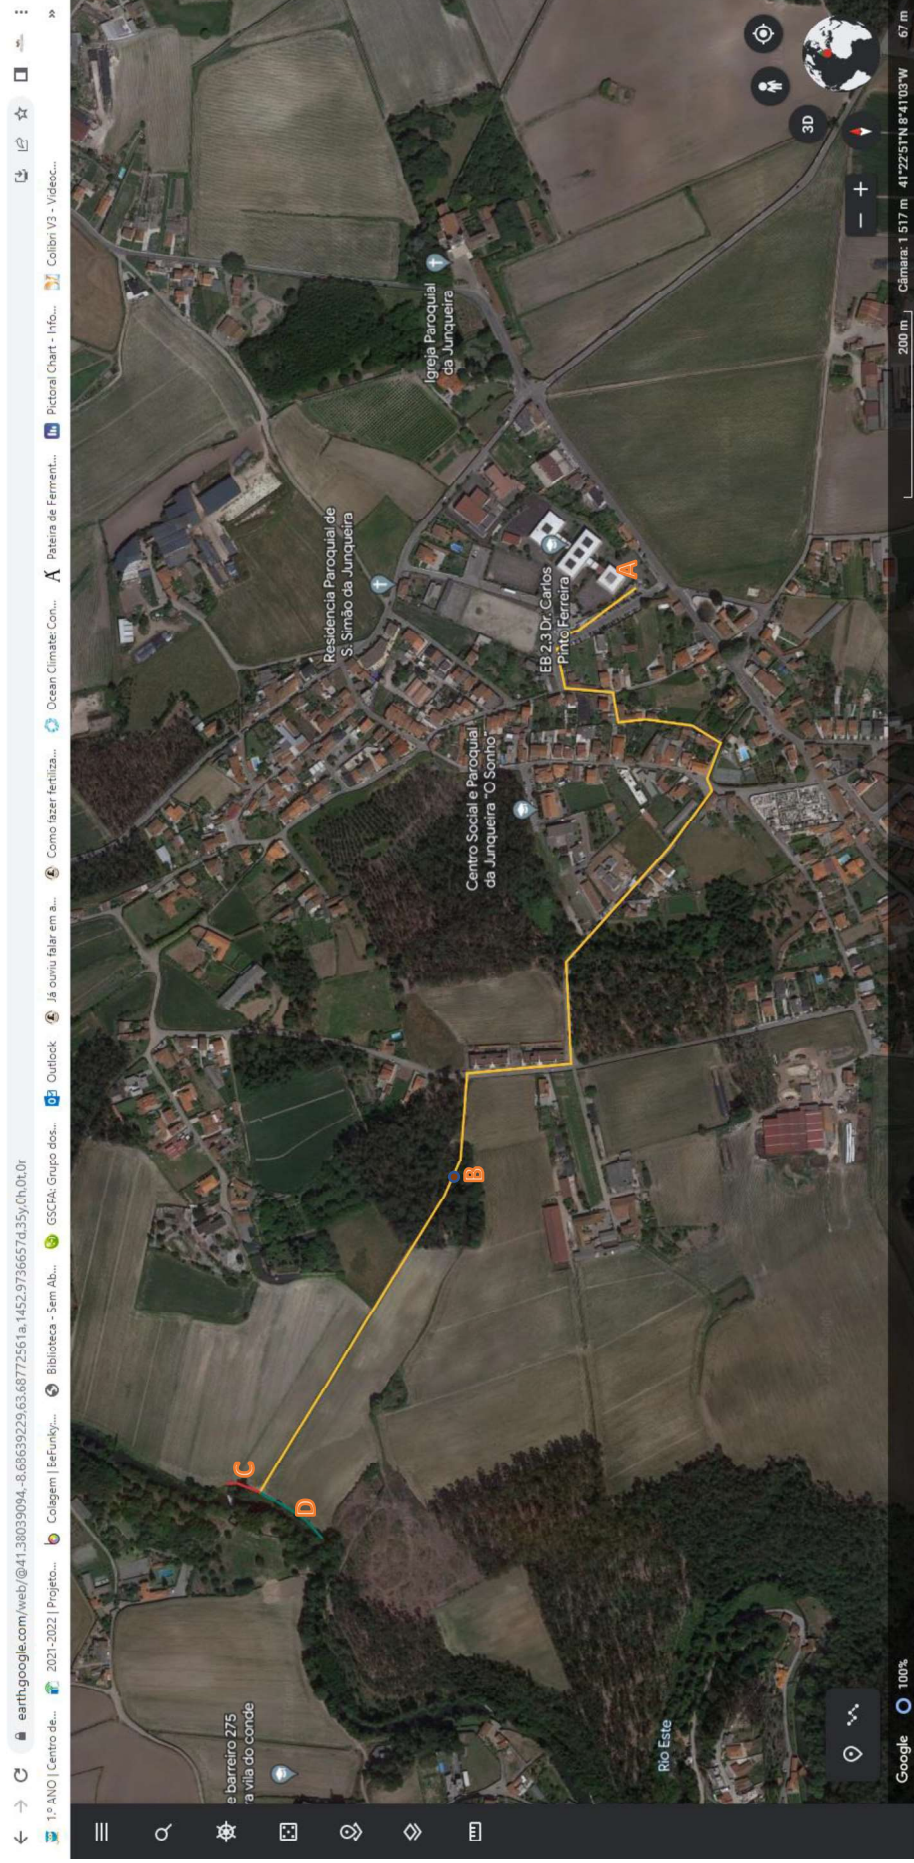 earth.google.com/web/@41.38039094,-8.68639229,63.68772561a,1452.9736657d,35y,0h,0t,0r
1.º ANO | Centro de...
2021-2022 | Projeto...
Colagem | BeFunky:...
Biblioteca - Sem Ab...
GSCFA: Grupo dos...
Outlook
Já ouviu falar em a...
Como fazer fertiliza...
Ocean Climate: Con...
Pateira de Ferment...
Pictoral Chart - Info...
Colibri V3 - Videoc...
»
e barreiro 275
a vila do conde
Residencia Paroquial de
S. Simão da Junqueira
Igreja Paroquial
da Junqueira
Centro Social e Paroquial
da Junqueira "O Sonho"
EB 2,3 Dr. Carlos
Pinto Ferreira
C
D
B
A
Rio Este
3D
Google
100%
200 m
Câmara: 1 517 m
41°22'51"N 8°41'03"W
67 m